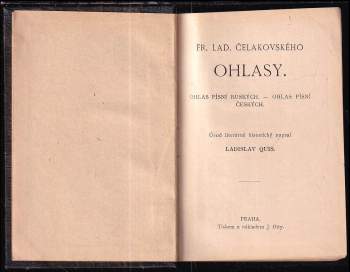 FR. LAD. ČELAKOVSKÉHO
OHLASY.
OHLAS PÍSNÍ RUSKÝCH. — OHLAS PÍSNÍ
ČESKÝCH.
Úvod literárně historický napsal
LADISLAV QUIS.
PRAHA,
Tiskem a nákladem J. Otty.